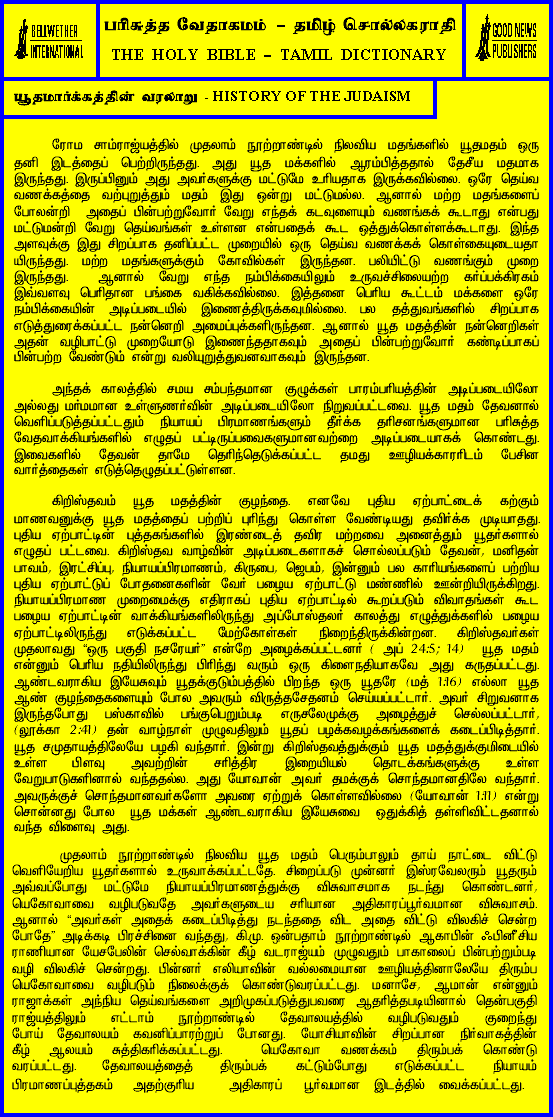 BELLWETHER
INTERNATIONAL
பரிசுத்த வேதாகமம் - தமிழ் சொல்லகராதி
THE HOLY BIBLE - TAMIL DICTIONARY
GOOD NEWS
PUBLISHERS
யூதமார்க்கத்தின் வரலாறு - HISTORY OF THE JUDAISM
ரோம சாம்ராஜ்யத்தில் முதலாம் நூற்றாண்டில் நிலவிய மதங்களில் யூதமதம் ஒரு
தனி இடத்தைப் பெற்றிருந்தது. அது யூத மக்களில் ஆரம்பித்ததால் தேசீய மதமாக
இருந்தது. இருப்பினும் அது அவர்களுக்கு மட்டுமே உரியதாக இருக்கவில்லை. ஒரே தெய்வ
வணக்கத்தை வற்புறுத்தும் மதம் இது ஒன்று மட்டுமல்ல. ஆனால் மற்ற மதங்களைப்
போலன்றி அதைப் பின்பற்றுவோர் வேறு எந்தக் கடவுளையும் வணங்கக் கூடாது என்பது
மட்டுமன்றி வேறு தெய்வங்கள் உள்ளன என்பதைக் கூட ஒத்துக்கொள்ளக்கூடாது. இந்த
அளவுக்கு இது சிறப்பாக தனிப்பட்ட முறையில் ஒரு தெய்வ வணக்கக் கொள்கையுடையதா
யிருந்தது. மற்ற மதங்களுக்கும் கோவில்கள் இருந்தன. பலியிட்டு வணங்கும் முறை
இருந்தது. ஆனால் வேறு எந்த நம்பிக்கையிலும் உருவச்சிலையற்ற கர்ப்பக்கிரகம்
இவ்வளவு பெரிதான பங்கை வகிக்கவில்லை. இத்தனை பெரிய கூட்டம் மக்களை ஒரே
நம்பிக்கையின் அடிப்படையில் இணைத்திருக்கவுமில்லை. பல தத்துவங்களில் சிறப்பாக
எடுத்துரைக்கப்பட்ட நன்னெறி அமைப்புக்களிருந்தன. ஆனால் யூத மதத்தின் நன்னெறிகள்
அதன் வழிபாட்டு முறையோடு இணைந்ததாகவும் அதைப் பின்பற்றுவோர் கண்டிப்பாகப்
பின்பற்ற வேண்டும் என்று வலியுறுத்துவனவாகவும் இருந்தன.
அந்தக் காலத்தில் சமய சம்பந்தமான குழுக்கள் பாரம்பரியத்தின் அடிப்படையிலோ
அல்லது மர்மமான உள்ளுணர்வின் அடிப்படையிலோ நிறுவப்பட்டவை. யூத மதம் தேவனால்
வெளிப்படுத்தப்பட்டதும் நியாயப் பிரமாணங்களும் தீர்க்க தரிசனங்களுமான பரிசுத்த
வேதவாக்கியங்களில் எழுதப் பட்டிருப்பவைகளுமானவற்றை அடிப்படையாகக் கொண்டது.
இவைகளில் தேவன் தாமே தெரிந்தெடுக்கப்பட்ட தமது ஊழியக்காரரிடம் பேசின
வார்த்தைகள் எடுத்தெழுதப்பட்டுள்ளன.
கிறிஸ்தவம் யூத மதத்தின் குழந்தை. எனவே புதிய ஏற்பாட்டைக் கற்கும்
மாணவனுக்கு யூத மதத்தைப் பற்றிப் புரிந்து கொள்ள வேண்டியது தவிர்க்க முடியாதது.
புதிய ஏற்பாட்டின் புத்தகங்களில் இரண்டைத் தவிர மற்றவை அனைத்தும் யூதர்களால்
எழுதப் பட்டவை. கிறிஸ்தவ வாழ்வின் அடிப்படைகளாகச் சொல்லப்படும் தேவன், மனிதன்
பாவம், இரட்சிப்பு, நியாயப்பிரமாணம், கிருபை, ஜெபம், இன்னும் பல காரியங்களைப் பற்றிய
புதிய ஏற்பாட்டுப் போதனைகளின் வேர் பழைய ஏற்பாட்டு மண்ணில் ஊன்றியிருக்கிறது.
நியாயப்பிரமாண முறைமைக்கு எதிராகப் புதிய ஏற்பாட்டில் கூறப்படும் விவாதங்கள் கூட
பழைய ஏற்பாட்டின் வாக்கியங்களிலிருந்து அப்போஸ்தலர் காலத்து எழுத்துக்களில் பழைய
ஏற்பாட்டிலிருந்து எடுக்கப்பட்ட மேற்கோள்கள் நிறைந்திருக்கின்றன. கிறிஸ்தவர்கள்
முதலாவது "ஒரு பகுதி நசரேயர்" என்றே அழைக்கப்பட்டனர் ( அப் 24:5; 14) யூத மதம்
என்னும் பெரிய நதியிலிருந்து பிரிந்து வரும் ஒரு கிளைநதியாகவே அது கருதப்பட்டது.
ஆண்டவராகிய இயேசுவும் யூதக்குடும்பத்தில் பிறந்த ஒரு யூதரே (மத் 1:16) எல்லா யூத
ஆண் குழந்தைகளையும் போல அவரும் விருத்தசேதனம் செய்யப்பட்டார். அவர் சிறுவனாக
இருந்தபோது பஸ்காவில் பங்குபெறும்படி எருசலேமுக்கு அழைத்துச் செல்லப்பட்டார்,
(லூக்கா 2:41) தன் வாழ்நாள் முழுவதிலும் யூதப் பழக்கவழக்கங்களைக் கடைப்பிடித்தார்.
யூத சமுதாயத்திலேயே பழகி வந்தார். இன்று கிறிஸ்தவத்துக்கும் யூத மதத்துக்குமிடையில்
உள்ள பிளவு அவற்றின் சரித்திர இறையியல் தொடக்கங்களுக்கு உள்ள
வேறுபாடுகளினால் வந்ததல்ல. அது யோவான் அவர் தமக்குச் சொந்தமானதிலே வந்தார்.
அவருக்குச் சொந்தமானவர்களோ அவரை ஏற்றுக் கொள்ளவில்லை (யோவான் 1:11) என்று
சொன்னது போல யூத மக்கள் ஆண்டவராகிய இயேசுவை ஒதுக்கித் தள்ளிவிட்டதனால்
வந்த விளைவு அது.
முதலாம் நூற்றாண்டில் நிலவிய யூத மதம் பெரும்பாலும் தாய் நாட்டை விட்டு
வெளியேறிய யூதர்களால் உருவாக்கப்பட்டதே. சிறைப்படு முன்னர் இஸ்ரவேலரும் யூதரும்
அவ்வப்போது மட்டுமே நியாயப்பிரமாணத்துக்கு விசுவாசமாக நடந்து கொண்டனர்,
யெகோவாவை வழிபடுவதே அவர்களுடைய சரியான அதிகாரப்பூர்வமான விசுவாசம்.
ஆனால் "அவர்கள் அதைக் கடைப்பிடித்து நடந்ததை விட அதை விட்டு விலகிச் சென்ற
போதே" அடிக்கடி பிரச்சினை வந்தது, கி.மு. ஒன்பதாம் நூற்றாண்டில் ஆகாபின் ஃபினீசிய
ராணியான யேசபேலின் செல்வாக்கின் கீழ் வடராஜ்யம் முழுவதும் பாகாலைப் பின்பற்றும்படி
வழி விலகிச் சென்றது. பின்னர் எலியாவின் வல்லமையான ஊழியத்தினாலேயே திரும்ப
யெகோவாவை வழிபடும் நிலைக்குக் கொண்டுவரப்பட்டது. மனாசே, ஆமான் என்னும்
ராஜாக்கள் அந்நிய தெய்வங்களை அறிமுகப்படுத்துபவரை ஆதரித்தபடியினால் தென்பகுதி
ராஜ்யத்திலும் எட்டாம் நூற்றாண்டில் தேவாலயத்தில் வழிபடுவதும் குறைந்து
போய் தேவாலயம் கவனிப்பாரற்றுப் போனது. யோசியாவின் சிறப்பான நிர்வாகத்தின்
கீழ் ஆலயம் சுத்திகரிக்கப்பட்டது. யெகோவா வணக்கம் திரும்பக் கொண்டு
வரப்பட்டது. தேவாலயத்தைத் திரும்பக் கட்டும்போது எடுக்கப்பட்ட நியாயம்
பிரமாணப்புத்தகம் அதற்குரிய அதிகாரப் பூர்வமான இடத்தில் வைக்கப்பட்டது.